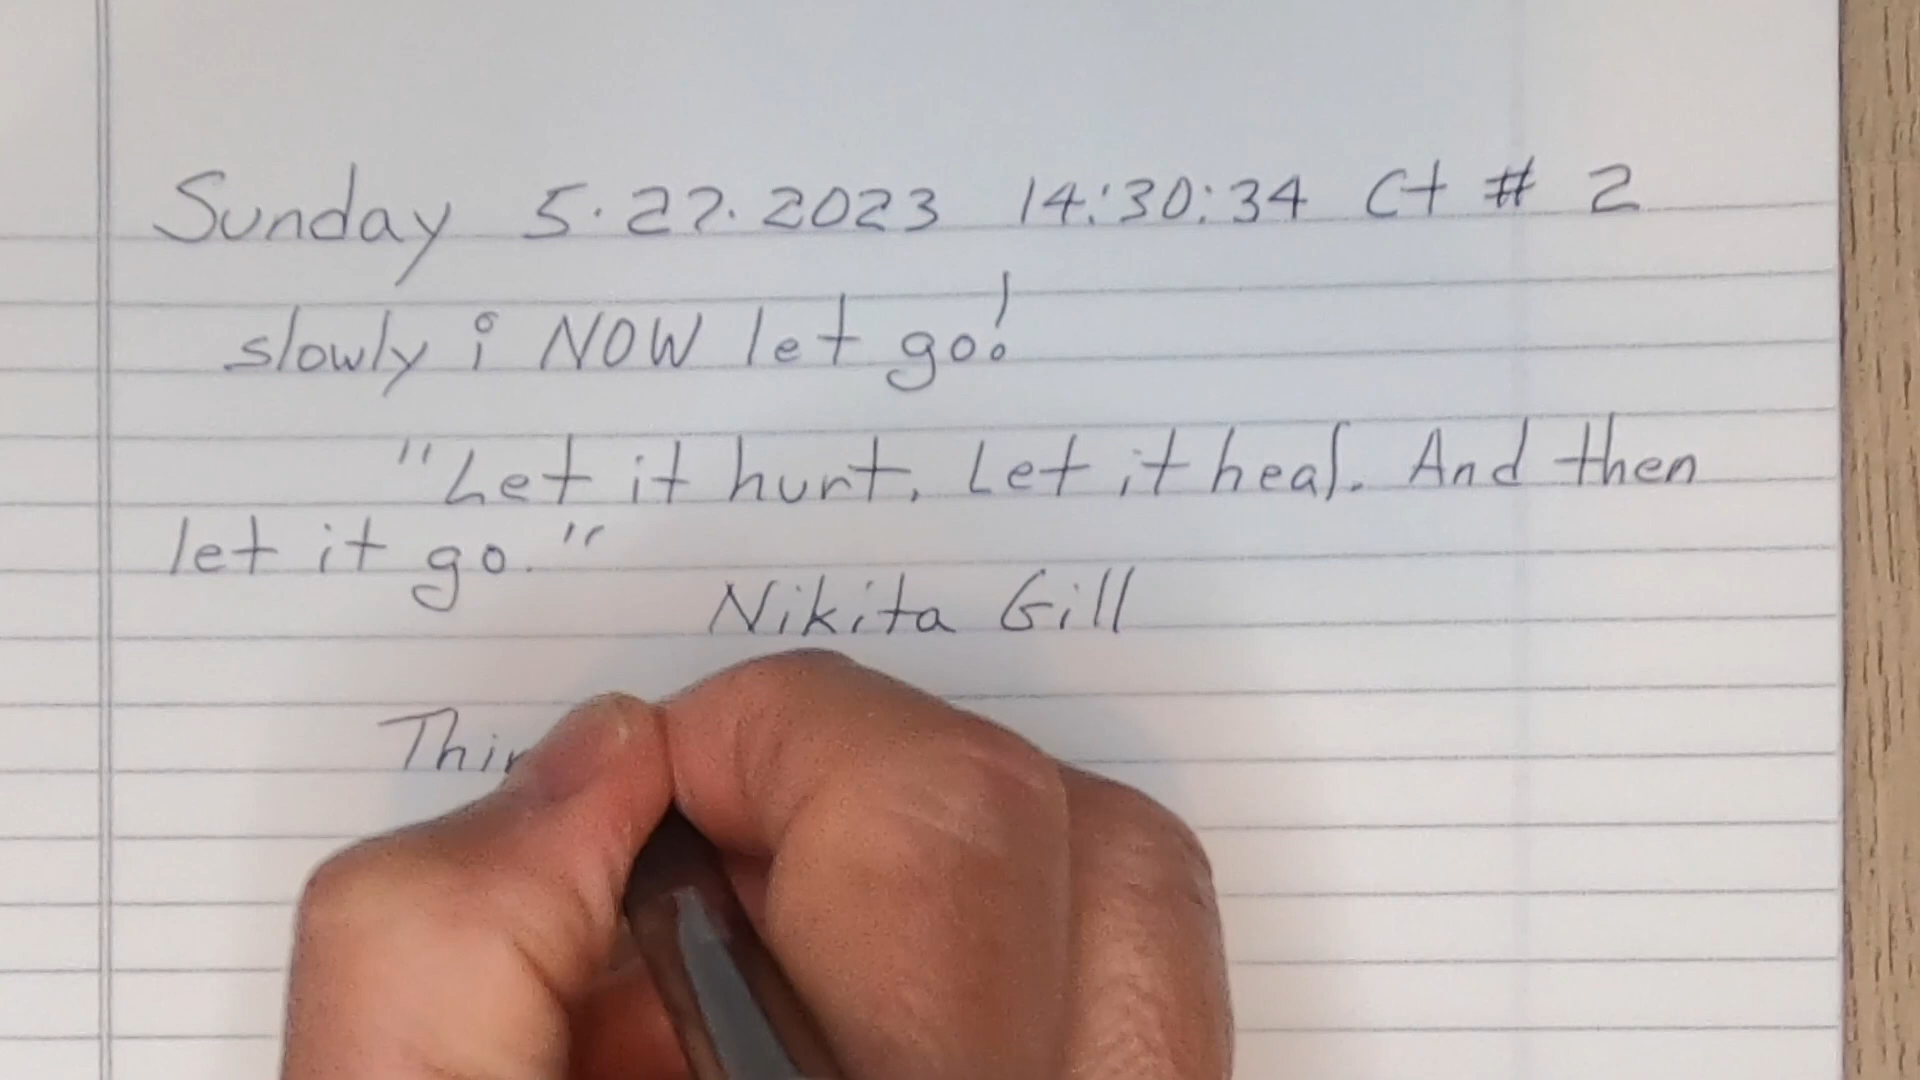 Sunday 5.27.2023 14:30:34 Ct # 2
slowly i NOW let go!
"Let it hurt. Let it heal. And then
let it go."
Nikita Gill